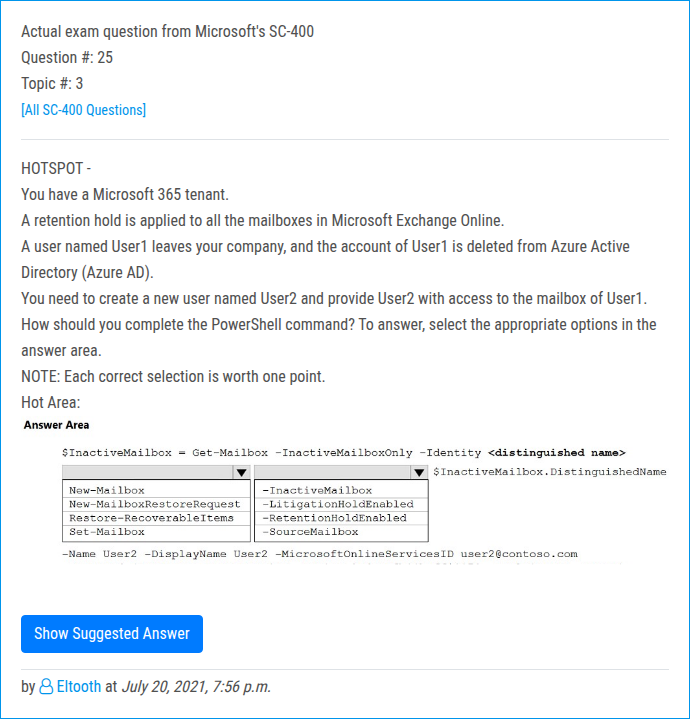 Actual exam question from Microsoft's SC-400
Question #: 25
Topic #: 3
[All SC-400 Questions]
HOTSPOT -
You have a Microsoft 365 tenant.
A retention hold is applied to all the mailboxes in Microsoft Exchange Online.
A user named User1 leaves your company, and the account of User1 is deleted from Azure Active
Directory (Azure AD).
You need to create a new user named User2 and provide User2 with access to the mailbox of User1.
How should you complete the PowerShell command? To answer, select the appropriate options in the
answer area.
NOTE: Each correct selection is worth one point.
Hot Area:
Answer Area
$InactiveMailbox = Get-Mailbox -InactiveMailboxOnly -Identity <distinguished name>
$InactiveMailbox.DistinguishedName
New-Mailbox
New-MailboxRestoreRequest
Restore-RecoverableItems
Set-Mailbox
-InactiveMailbox
-LitigationHoldEnabled
-RetentionHoldEnabled
-SourceMailbox
-Name User2 -DisplayName User2 -MicrosoftOnlineServicesID user2@contoso.com
Show Suggested Answer
by Eltooth at July 20, 2021, 7:56 p.m.